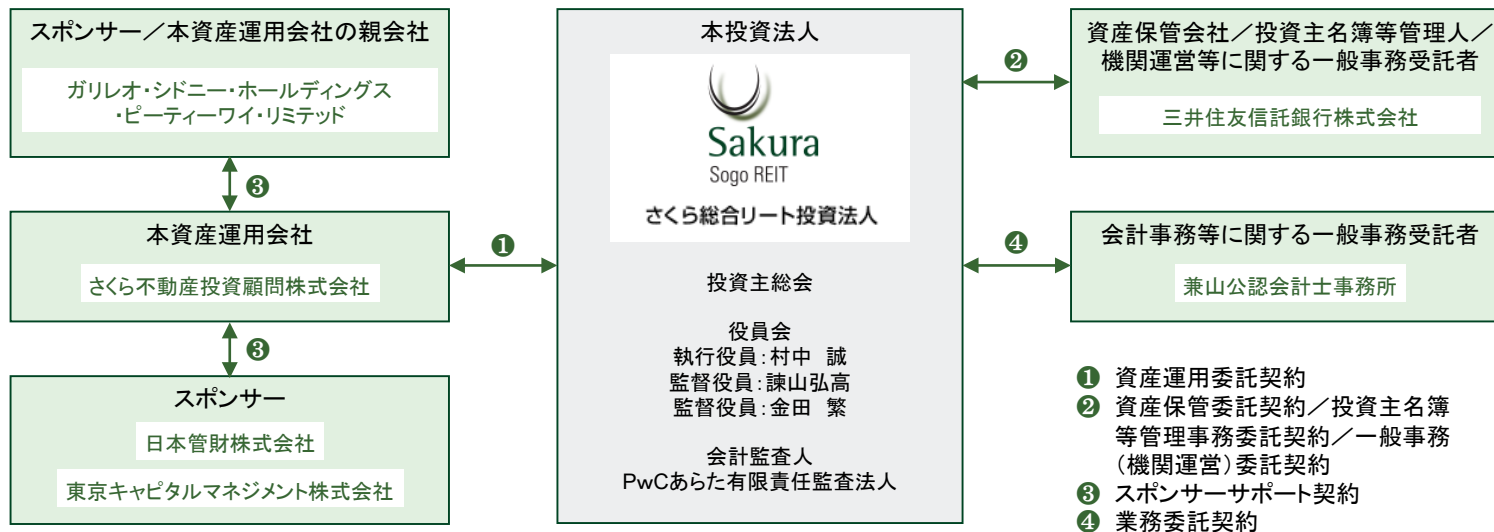 スポンサー／本資産運用会社の親会社
ガリレオ・シドニー・ホールディングス
・ピーティーワイ・リミテッド
❸
本資産運用会社
さくら不動産投資顧問株式会社
❸
スポンサー
日本管財株式会社
東京キャピタルマネジメント株式会社
❶
本投資法人
Sakura
Sogo REIT
さくら総合リート投資法人
投資主総会
役員会
執行役員：村中　誠
監督役員：諫山弘高
監督役員：金田　繁
会計監査人
PwCあらた有限責任監査法人
❷
資産保管会社／投資主名簿等管理人／
機関運営等に関する一般事務受託者
三井住友信託銀行株式会社
❹
会計事務等に関する一般事務受託者
兼山公認会計士事務所
❶ 資産運用委託契約
❷ 資産保管委託契約／投資主名簿
等管理事務委託契約／一般事務
（機関運営）委託契約
❸ スポンサーサポート契約
❹ 業務委託契約